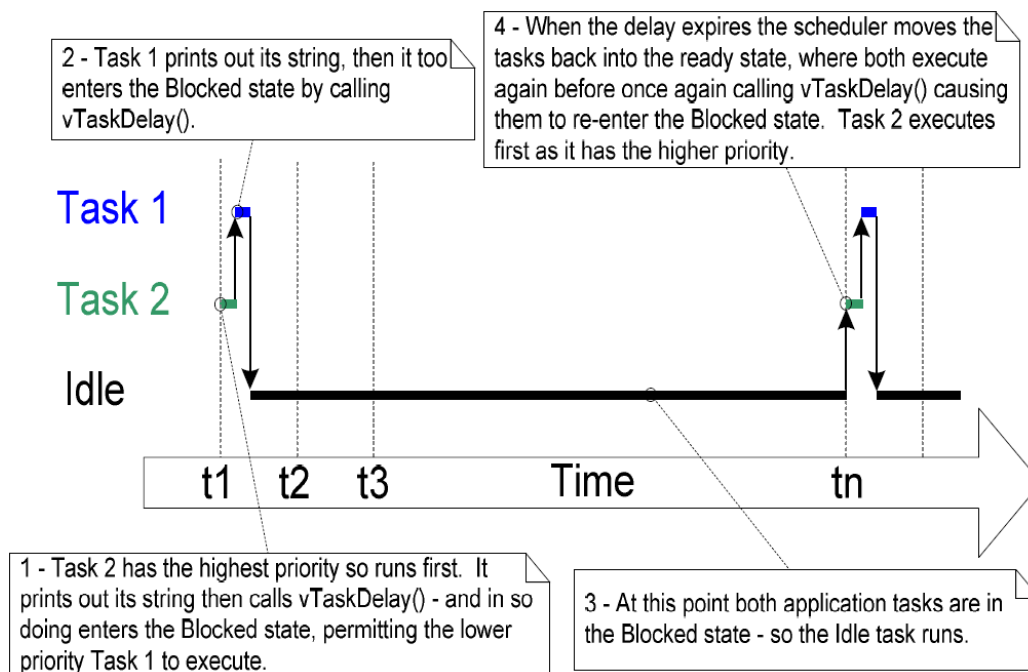 2 - Task 1 prints out its string, then it too
enters the Blocked state by calling
vTaskDelay().
4 - When the delay expires the scheduler moves the
tasks back into the ready state, where both execute
again before once again calling vTaskDelay() causing
them to re-enter the Blocked state.  Task 2 executes
first as it has the higher priority.
Task 1
Task 2
Idle
t1 t2 t3 Time tn
1 - Task 2 has the highest priority so runs first.  It
prints out its string then calls vTaskDelay() - and in so
doing enters the Blocked state, permitting the lower
priority Task 1 to execute.
3 - At this point both application tasks are in
the Blocked state - so the Idle task runs.